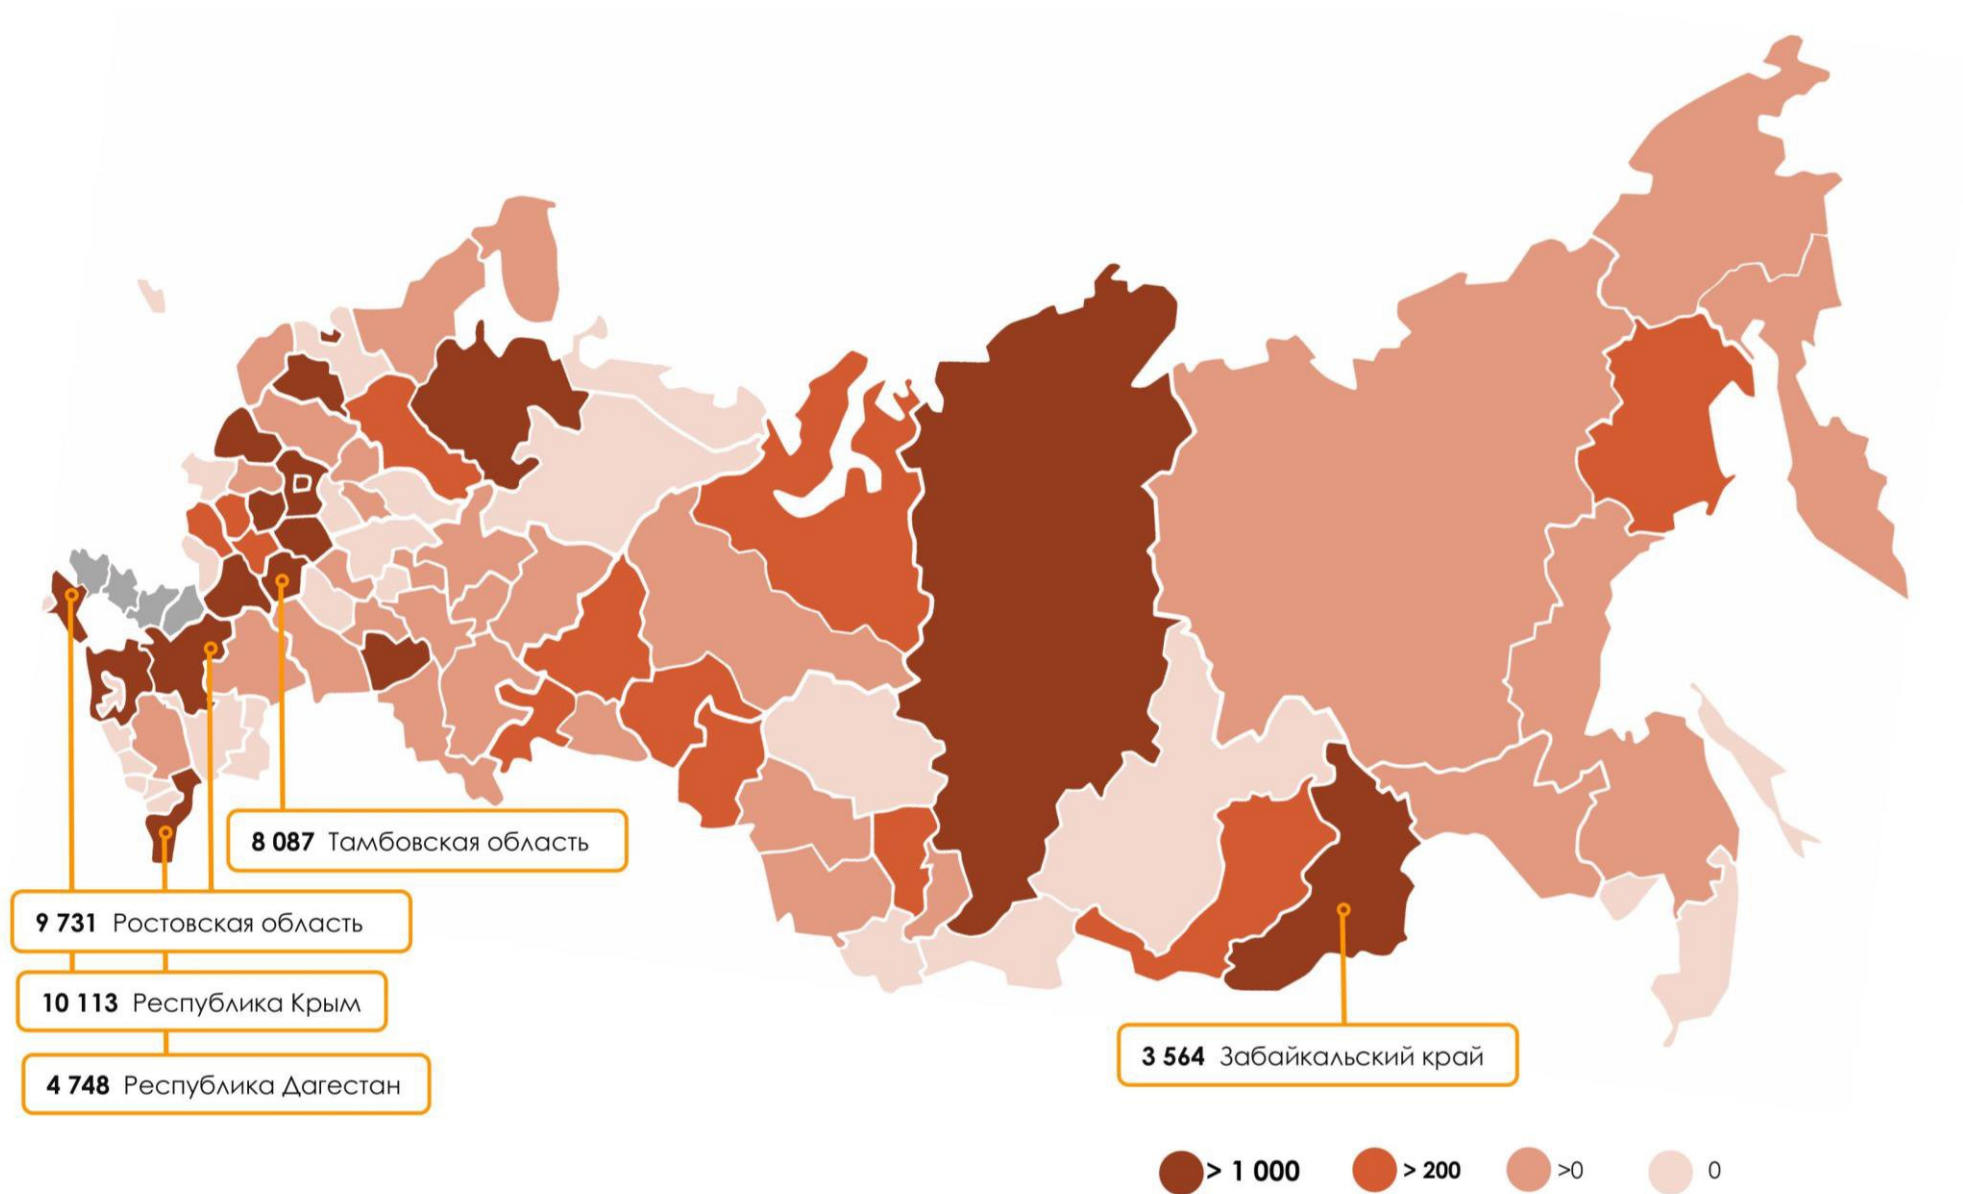 8 087 Тамбовская область
9 731 Ростовская область
10 113 Республика Крым
4 748 Республика Дагестан
3 564 Забайкальский край
> 1 000
> 200
>0
0